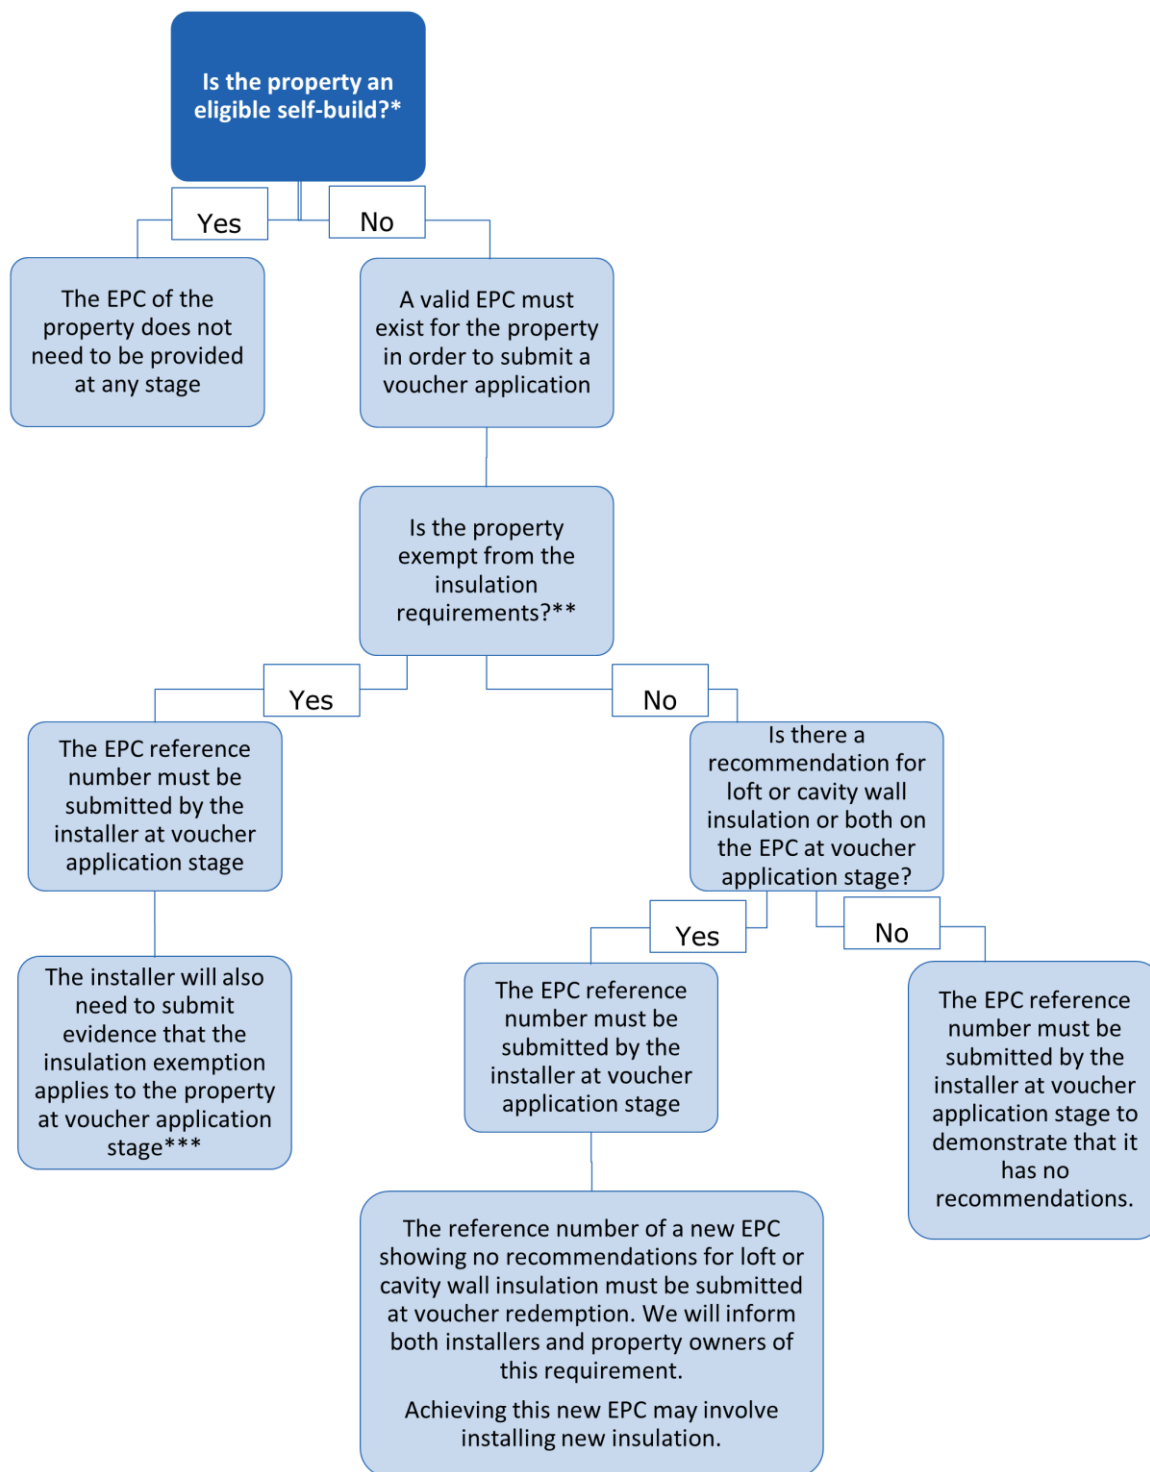 Is the property an
eligible self-build?*
Yes
No
The EPC of the
property does not
need to be provided
at any stage
A valid EPC must
exist for the property
in order to submit a
voucher application
Is the property
exempt from the
insulation
requirements?**
Yes
No
The EPC reference
number must be
submitted by the
installer at voucher
application stage
Is there a
recommendation for
loft or cavity wall
insulation or both on
the EPC at voucher
application stage?
Yes
No
The installer will also
need to submit
evidence that the
insulation exemption
applies to the property
at voucher application
stage***
The EPC reference
number must be
submitted by the
installer at voucher
application stage
The EPC reference
number must be
submitted by the
installer at voucher
application stage to
demonstrate that it
has no
recommendations.
The reference number of a new EPC
showing no recommendations for loft or
cavity wall insulation must be submitted
at voucher redemption. We will inform
both installers and property owners of
this requirement.
Achieving this new EPC may involve
installing new insulation.